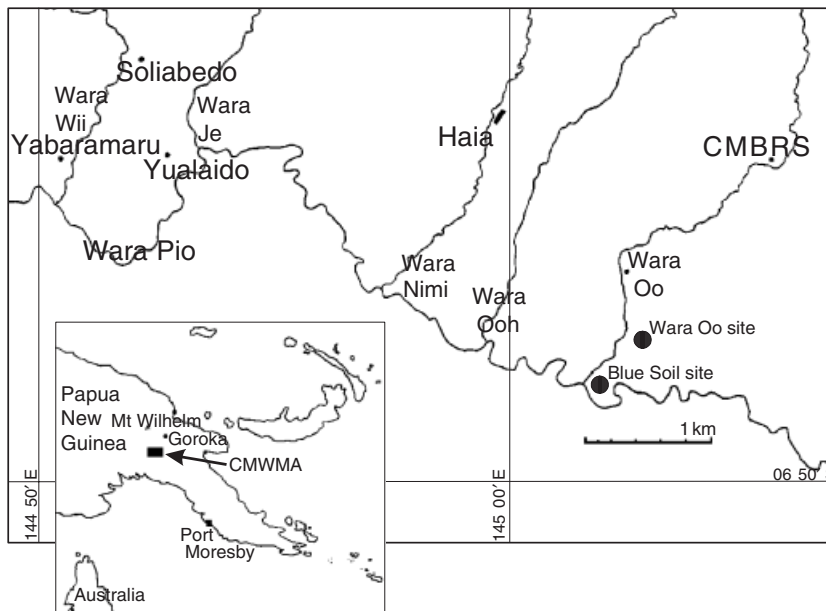 Soliabedo
Wara
Wii
Wara
Je
Yabaramaru
Yualaido
Haia
CMBRS
Wara Pio
Wara
Nimi
Wara
Ooh
Wara
Oo
Wara Oo site
Blue Soil site
1 km
06 50
144 50′ E
145 00′ E
Papua
New
Guinea
Mt Wilhelm
Goroka
CMWMA
Port
Moresby
Australia